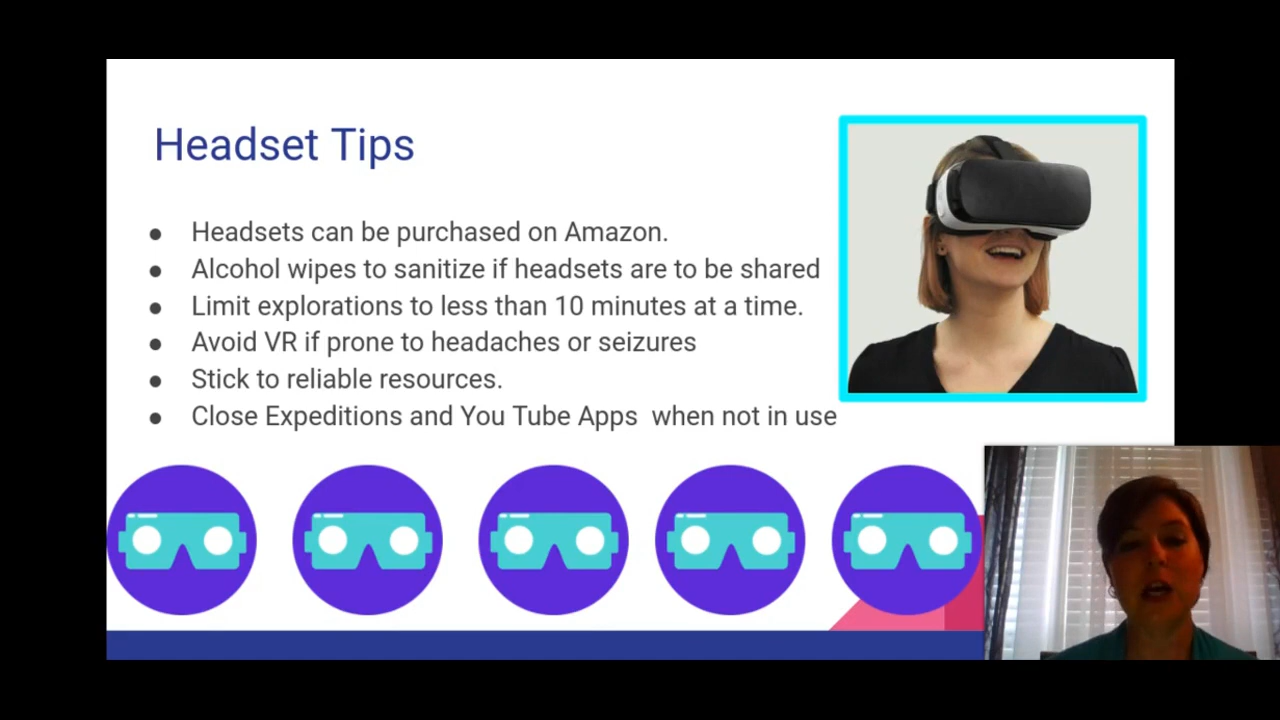 Headset Tips
● Headsets can be purchased on Amazon.
● Alcohol wipes to sanitize if headsets are to be shared
● Limit explorations to less than 10 minutes at a time.
● Avoid VR if prone to headaches or seizures
● Stick to reliable resources.
● Close Expeditions and You Tube Apps  when not in use